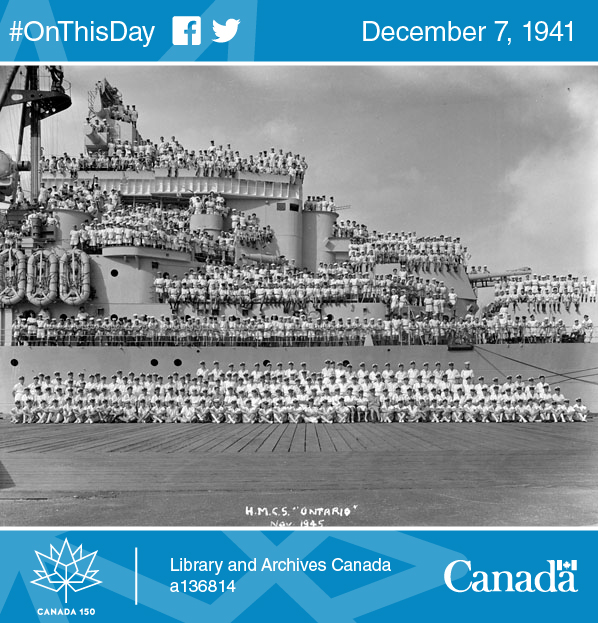 #OnThisDay
December 7, 1941
H.M.C.S. "ONTARIO"
Nov. 1945
CANADA 150
Library and Archives Canada
a136814
Canada